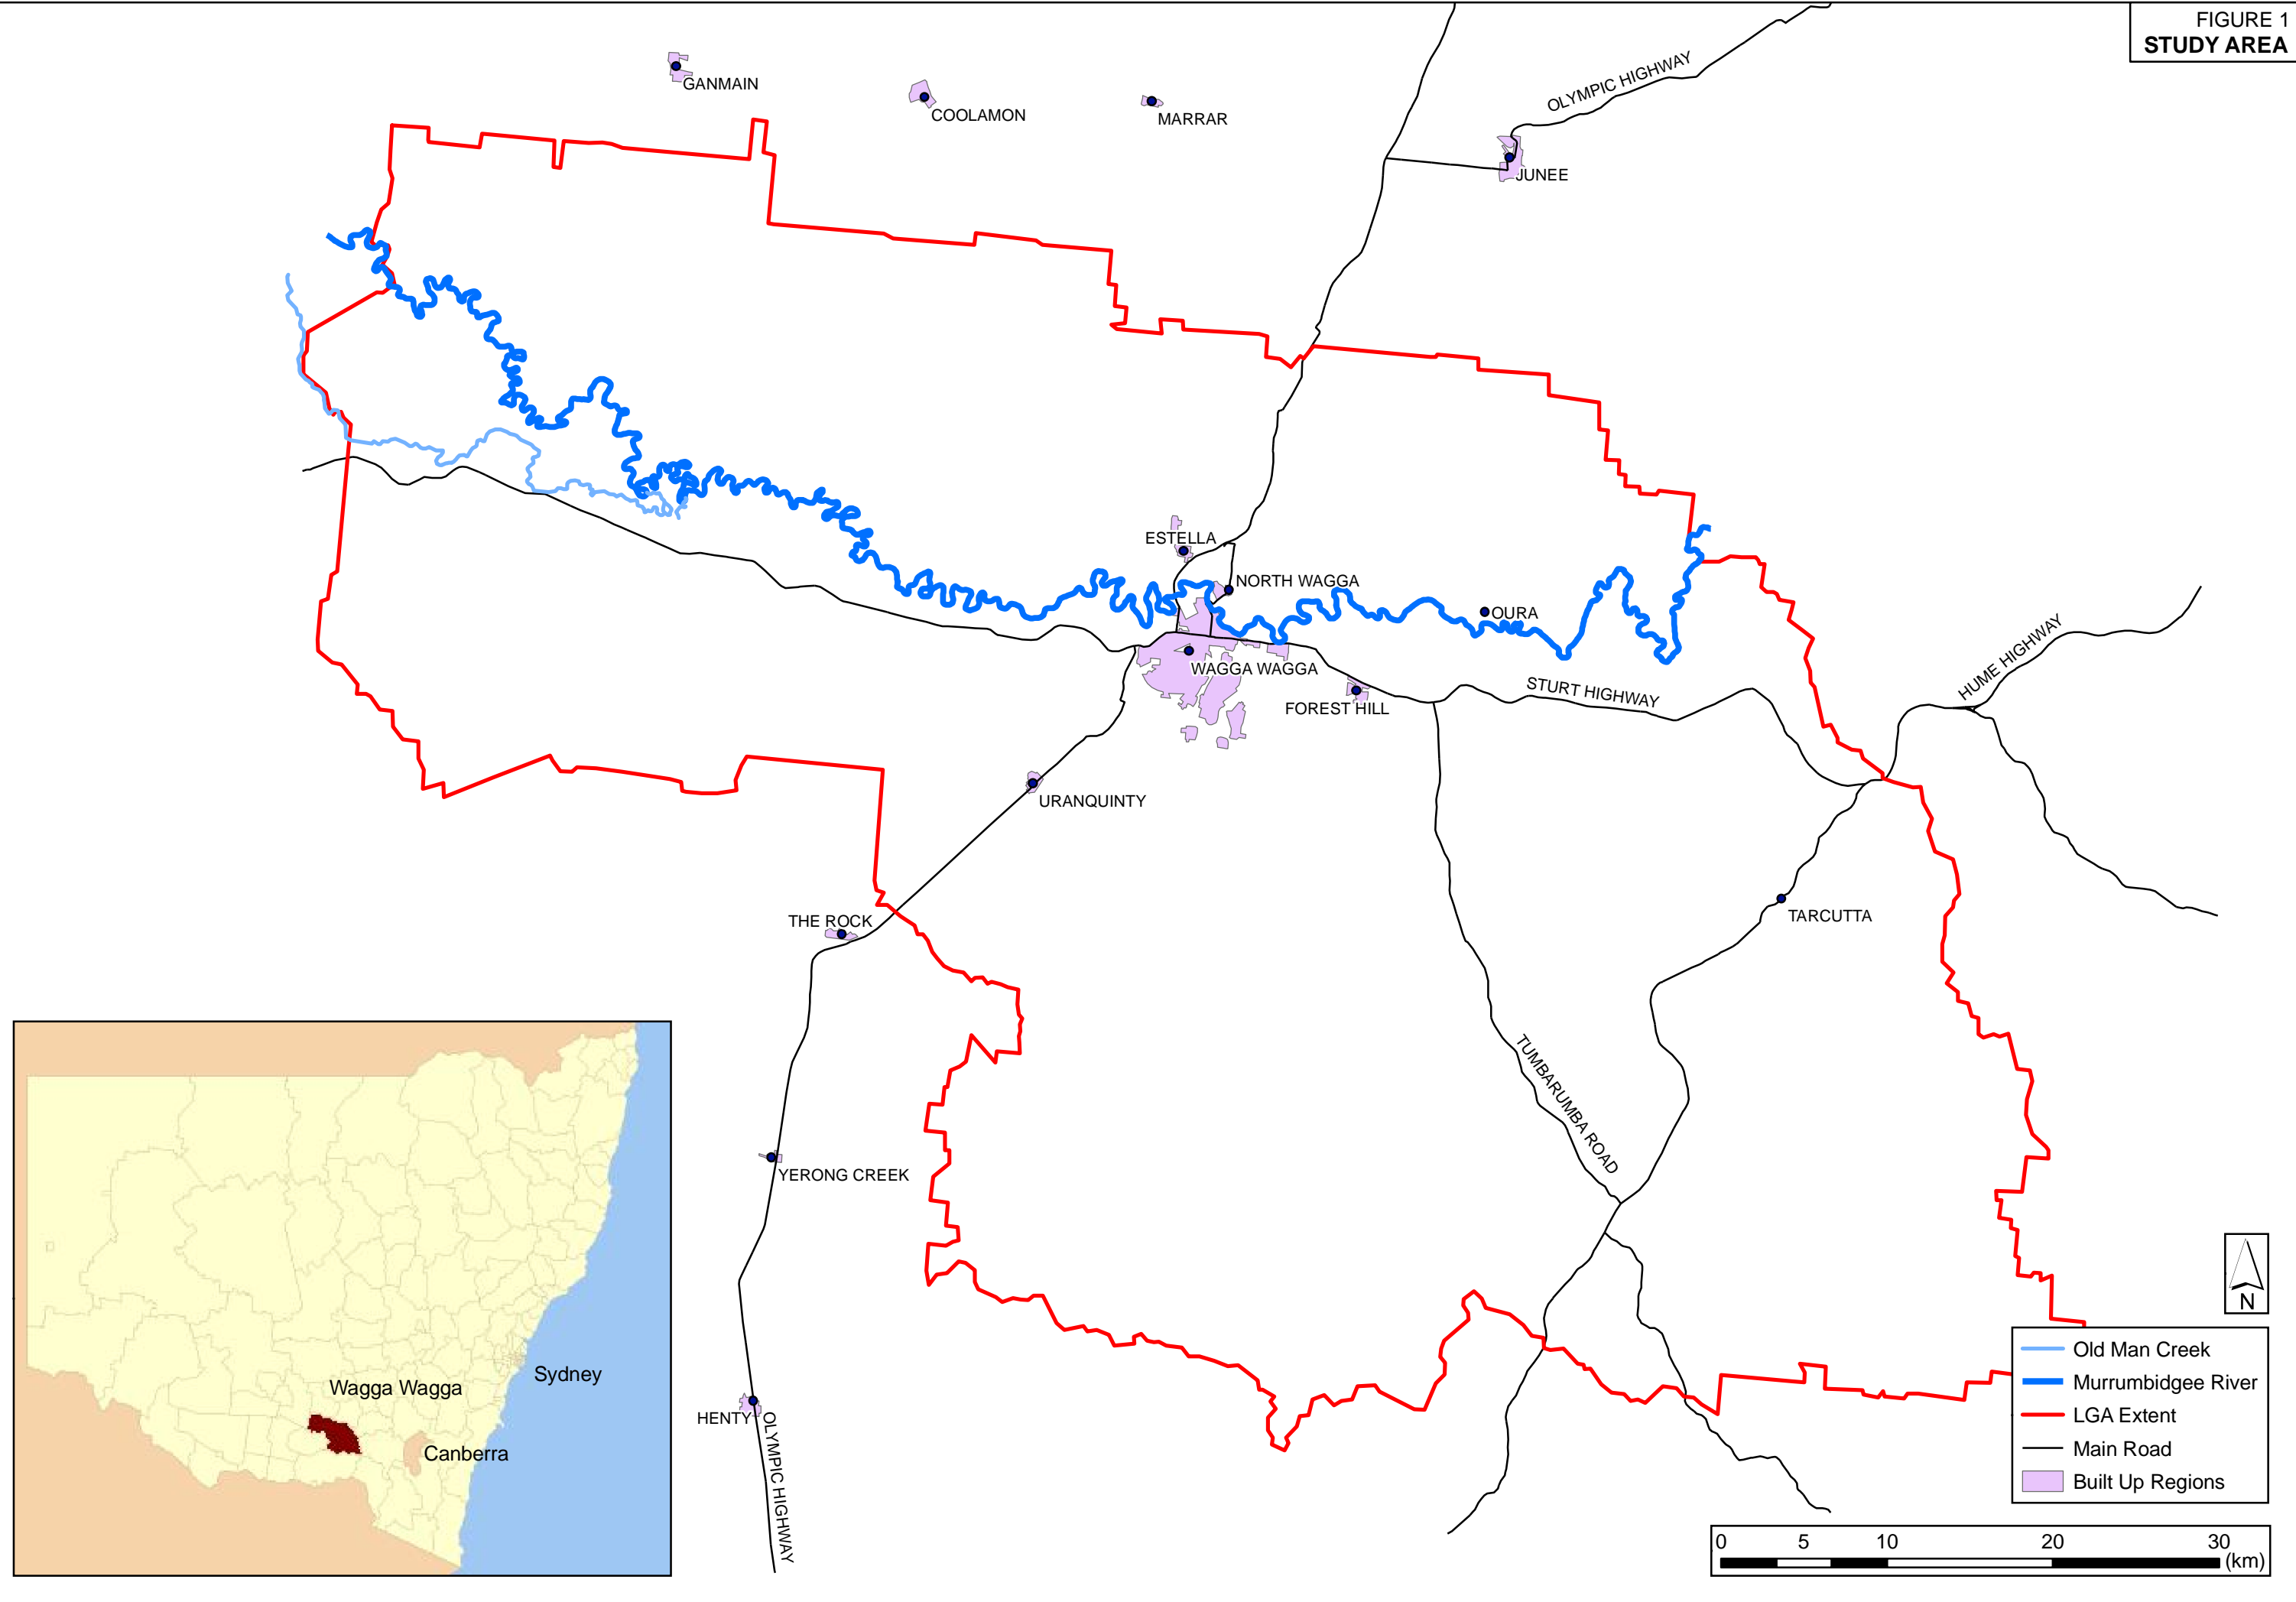 FIGURE 1
STUDY AREA
GANMAIN
COOLAMON
MARRAR
OLYMPIC HIGHWAY
JUNEE
ESTELLA
NORTH WAGGA
OURA
WAGGA WAGGA
FOREST HILL
STURT HIGHWAY
HUME HIGHWAY
URANQUINTY
THE ROCK
TARCUTTA
TUMBARUMBA ROAD
YERONG CREEK
HENTY
OLYMPIC HIGHWAY
Sydney
Wagga Wagga
Canberra
N
Old Man Creek
Murrumbidgee River
LGA Extent
Main Road
Built Up Regions
0 5 10 20 30
(km)